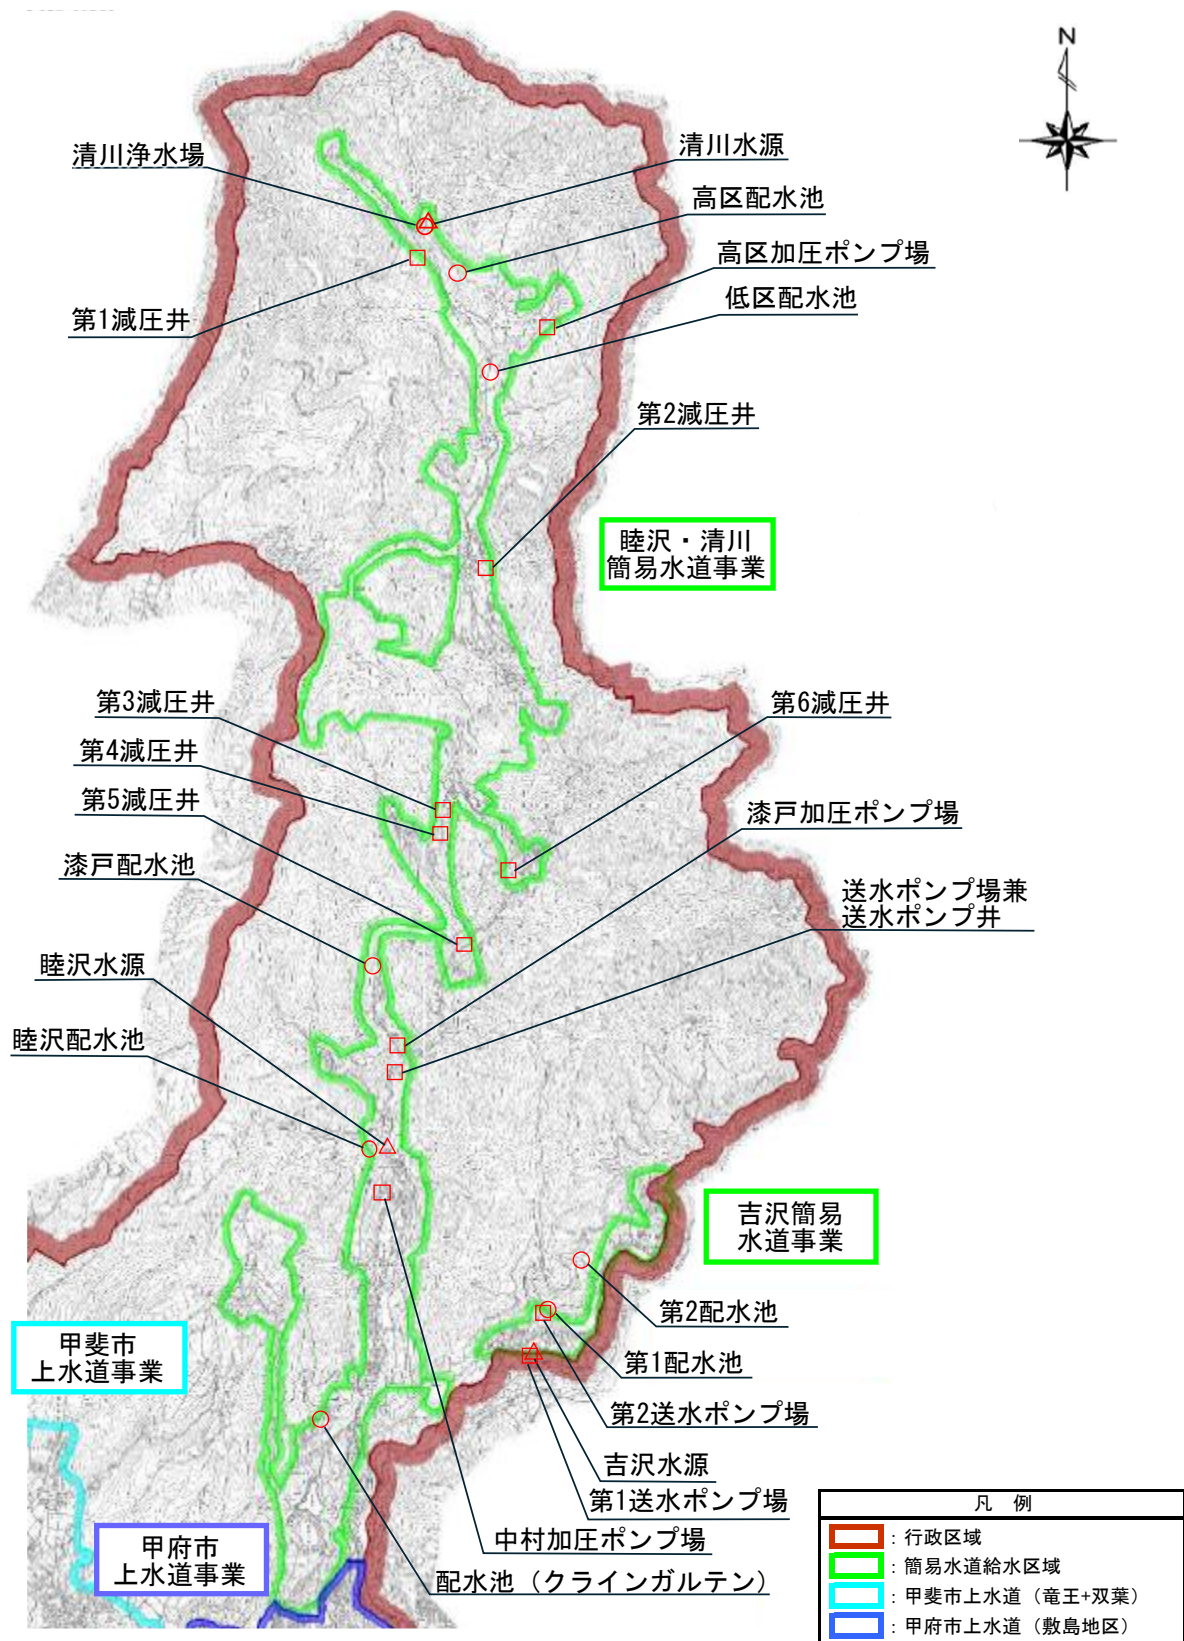 N
清川浄水場
清川水源
高区配水池
高区加圧ポンプ場
低区配水池
第1減圧井
第2減圧井
睦沢・清川
簡易水道事業
第3減圧井
第6減圧井
第4減圧井
第5減圧井
漆戸加圧ポンプ場
漆戸配水池
送水ポンプ場兼
送水ポンプ井
睦沢水源
睦沢配水池
吉沢簡易
水道事業
第2配水池
甲斐市
上水道事業
第1配水池
第2送水ポンプ場
吉沢水源
第1送水ポンプ場
中村加圧ポンプ場
甲府市
上水道事業
配水池（クラインガルテン）
凡 例
：行政区域
：簡易水道給水区域
：甲斐市上水道（竜王+双葉）
：甲府市上水道（敷島地区）